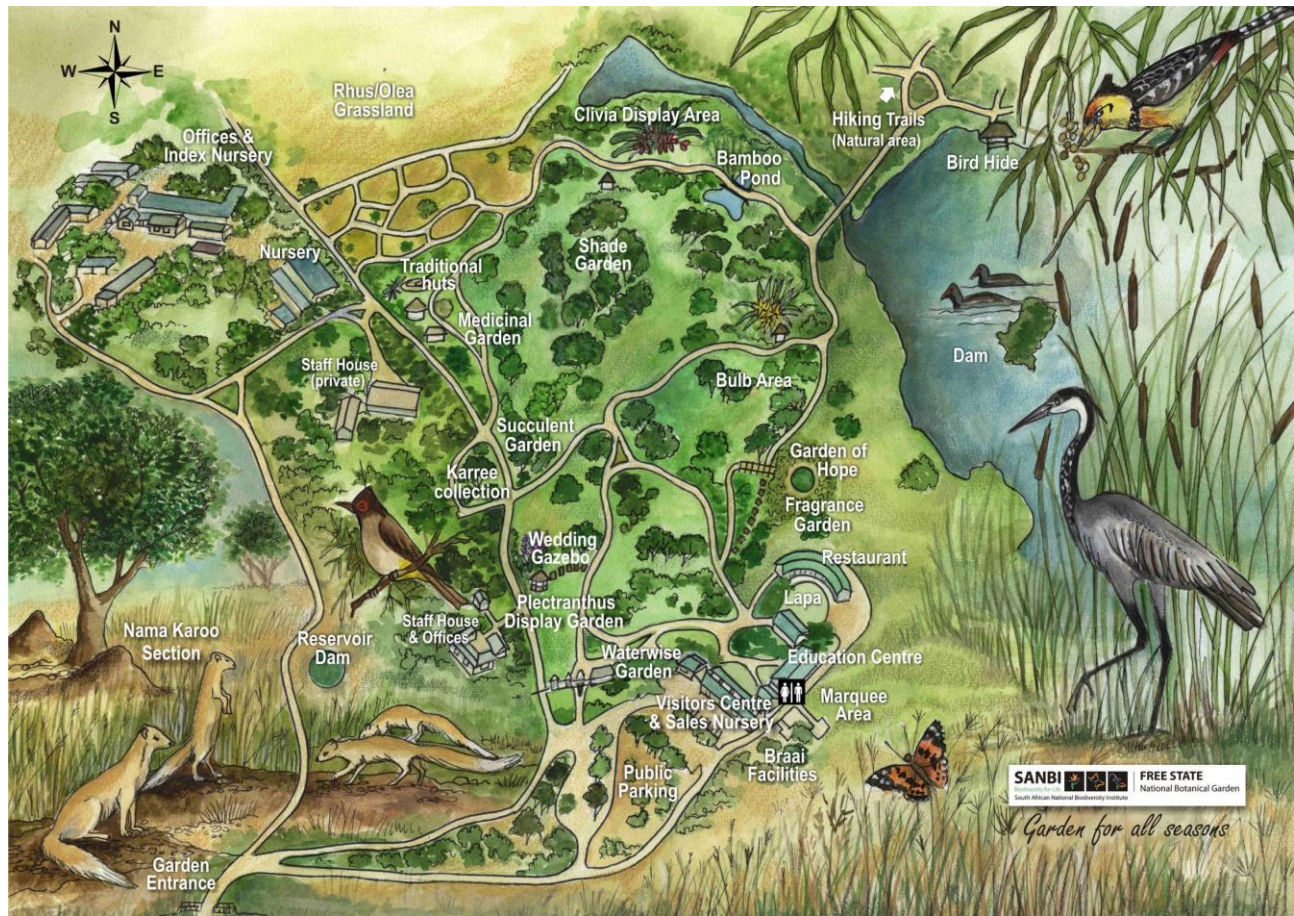 N
W E
S
Rhus/Olea
Grassland
Offices &
Index Nursery
Clivia Display Area
Hiking Trails
(Natural area)
Bird Hide
Bamboo
Pond
Nursery
Shade
Garden
Traditional
huts
Medicinal
Garden
Dam
Staff House
(private)
Bulb Area
Succulent
Garden
Karree
collection
Garden of
Hope
Fragrance
Garden
Wedding
Gazebo
Restaurant
Lapa
Plectranthus
Display Garden
Staff House
& Offices
Nama Karoo
Section
Reservoir
Dam
Waterwise
Garden
Education Centre
Visitors Centre
& Sales Nursery
Marquee
Area
Braai
Facilities
Public
Parking
Garden
Entrance
SANBI
Biodiversity for Life
South African National Biodiversity Institute
FREE STATE
National Botanical Garden
Garden for all seasons